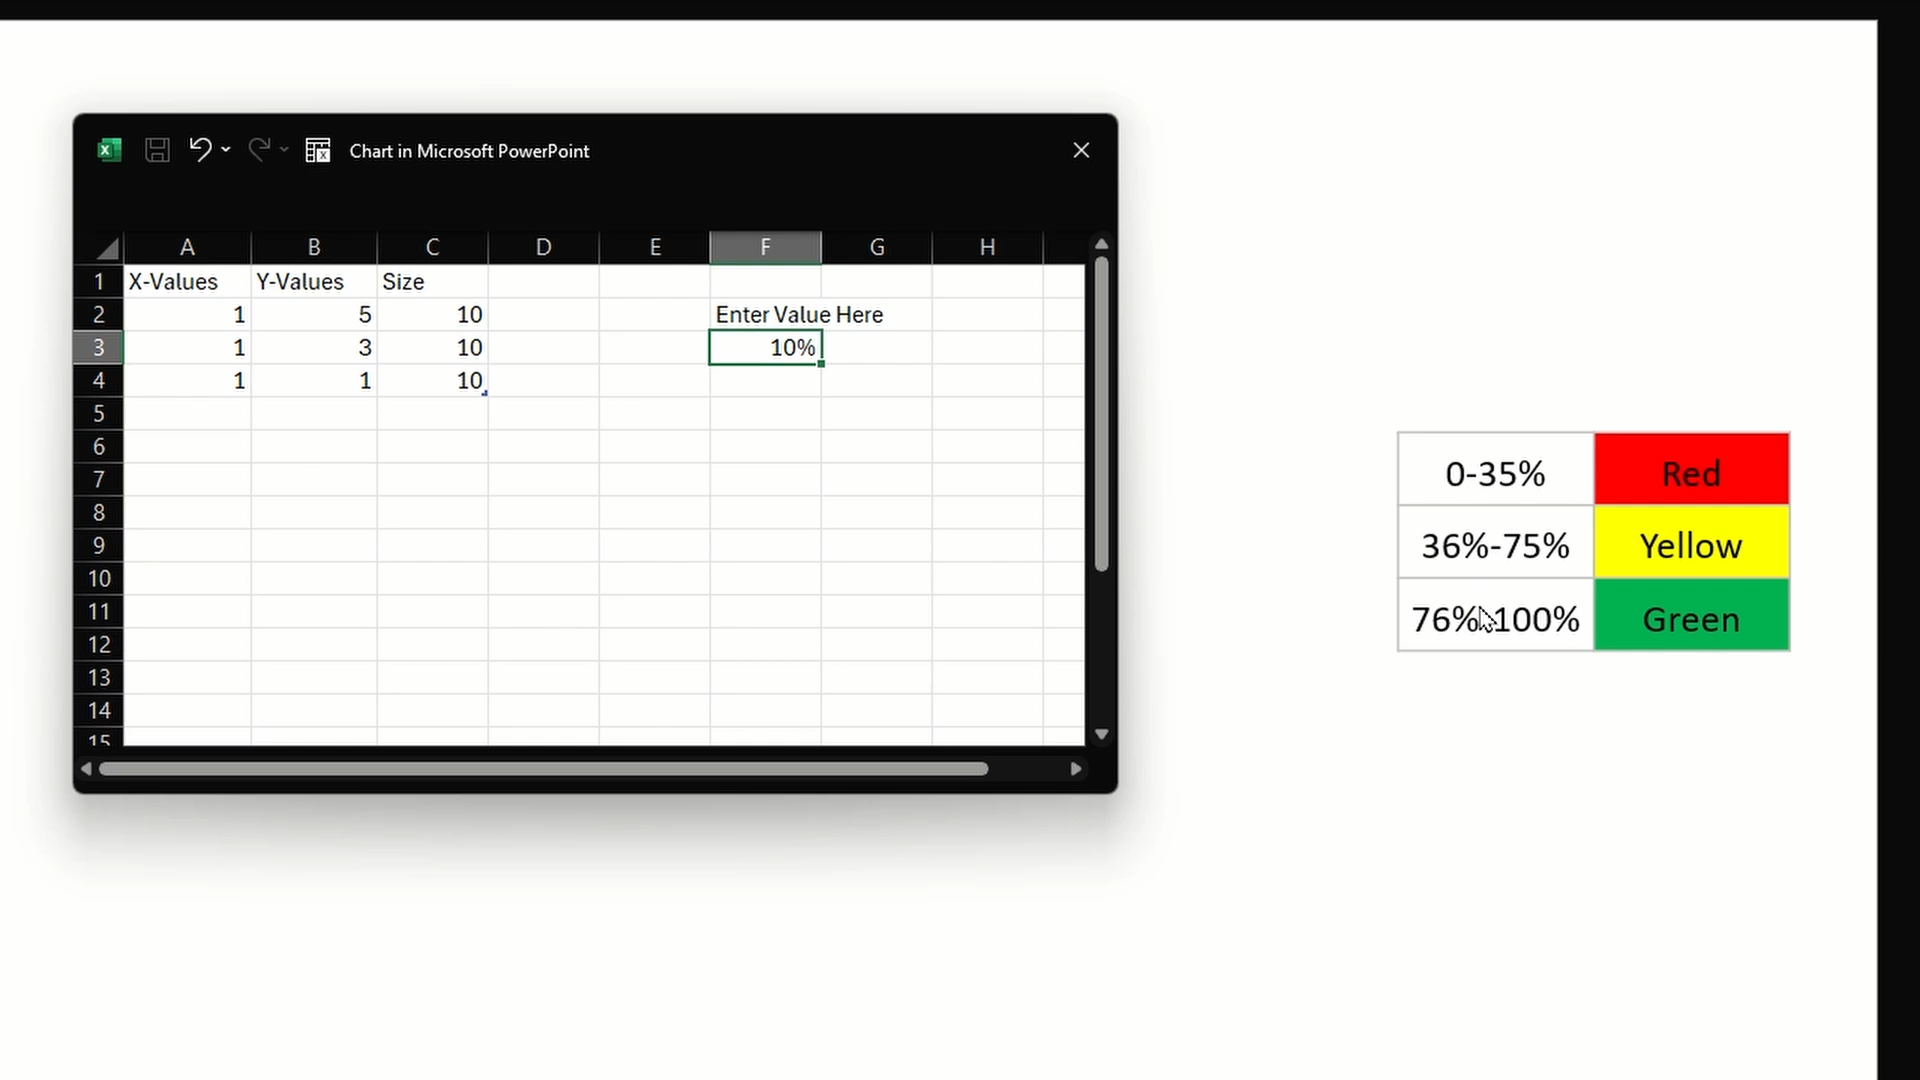 Chart in Microsoft PowerPoint
A B C D E F G H
1 X-Values Y-Values Size
2 1 5 10 Enter Value Here
3 1 3 10 10%
4 1 1 10
5
6
7
8
9
10
11
12
13
14
15
0-35% Red
36%-75% Yellow
76%-100% Green